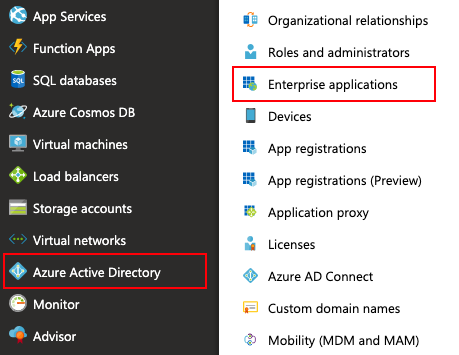 App Services
Function Apps
SQL databases
Azure Cosmos DB
Virtual machines
Load balancers
Storage accounts
Virtual networks
Azure Active Directory
Monitor
Advisor
Organizational relationships
Roles and administrators
Enterprise applications
Devices
App registrations
App registrations (Preview)
Application proxy
Licenses
Azure AD Connect
Custom domain names
Mobility (MDM and MAM)